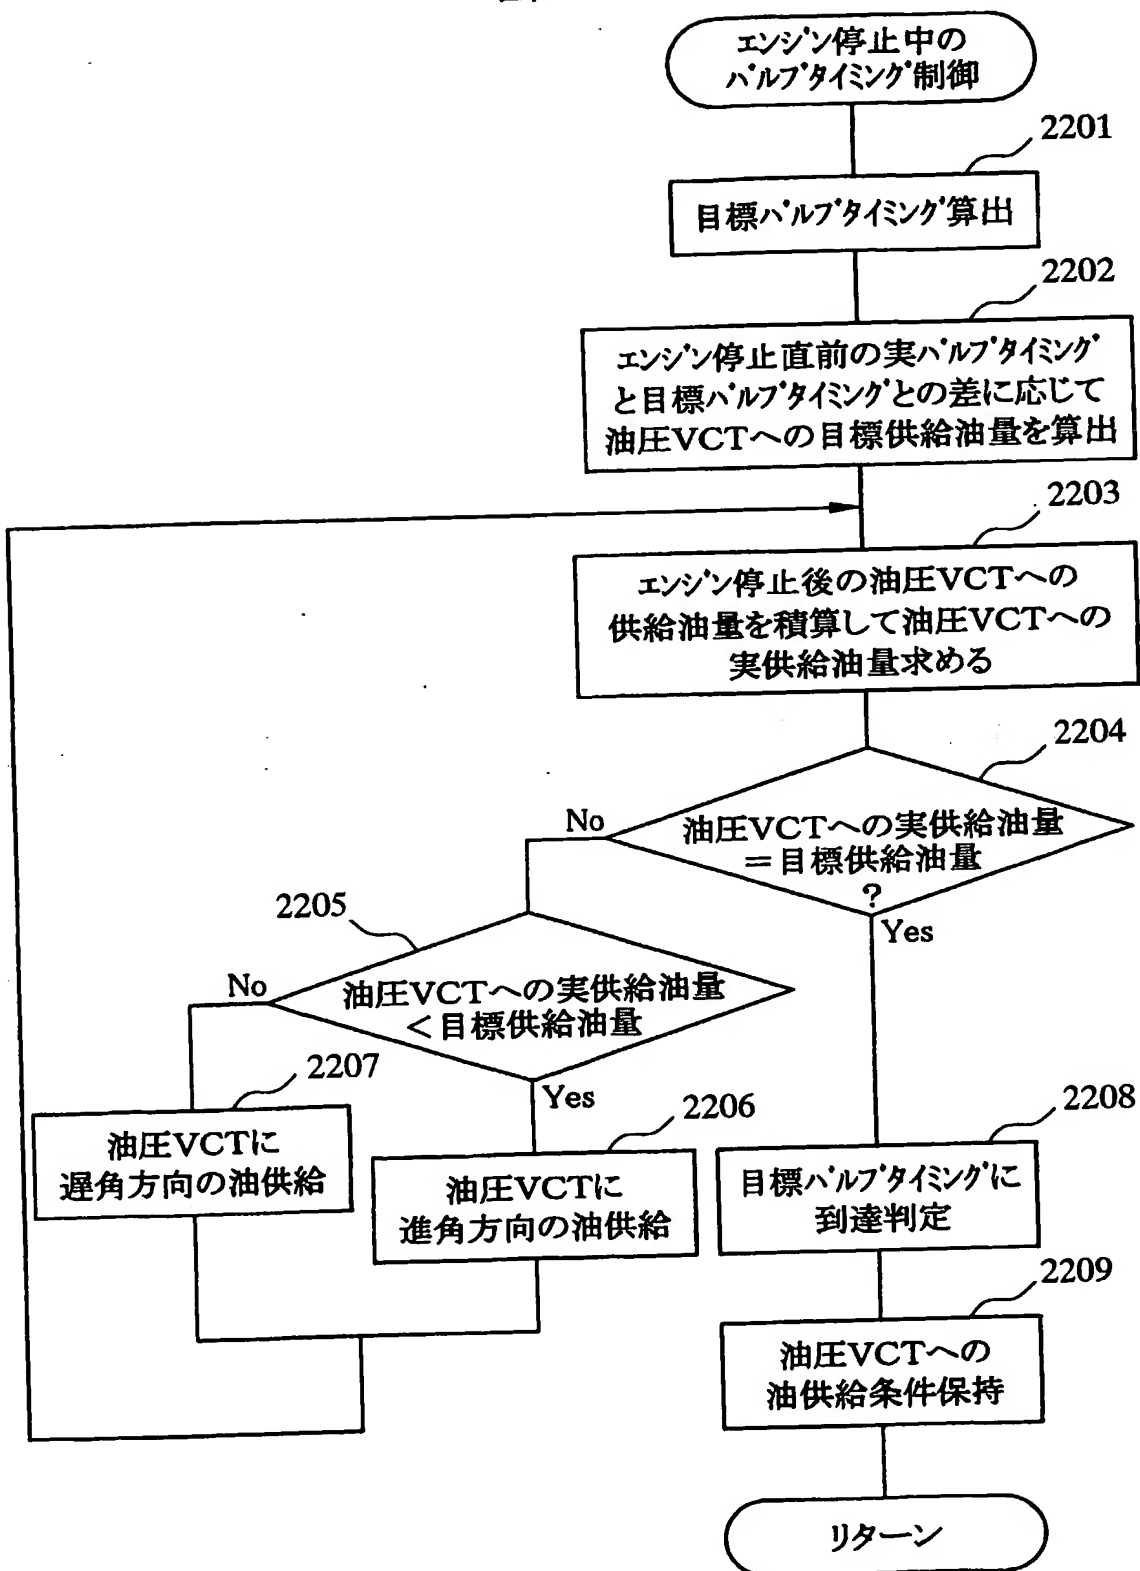 エンジン停止中の
バルブタイミング制御
2201
目標バルブタイミング算出
2202
エンジン停止直前の実バルブタイミング
と目標バルブタイミングとの差に応じて
油圧VCTへの目標供給油量を算出
2203
エンジン停止後の油圧VCTへの
供給油量を積算して油圧VCTへの
実供給油量求める
2204
No
油圧VCTへの実供給油量
＝目標供給油量
?
Yes
2205
No
油圧VCTへの実供給油量
＜目標供給油量
Yes
2207
油圧VCTに
遅角方向の油供給
2206
油圧VCTに
進角方向の油供給
2208
目標バルブタイミングに
到達判定
2209
油圧VCTへの
油供給条件保持
リターン